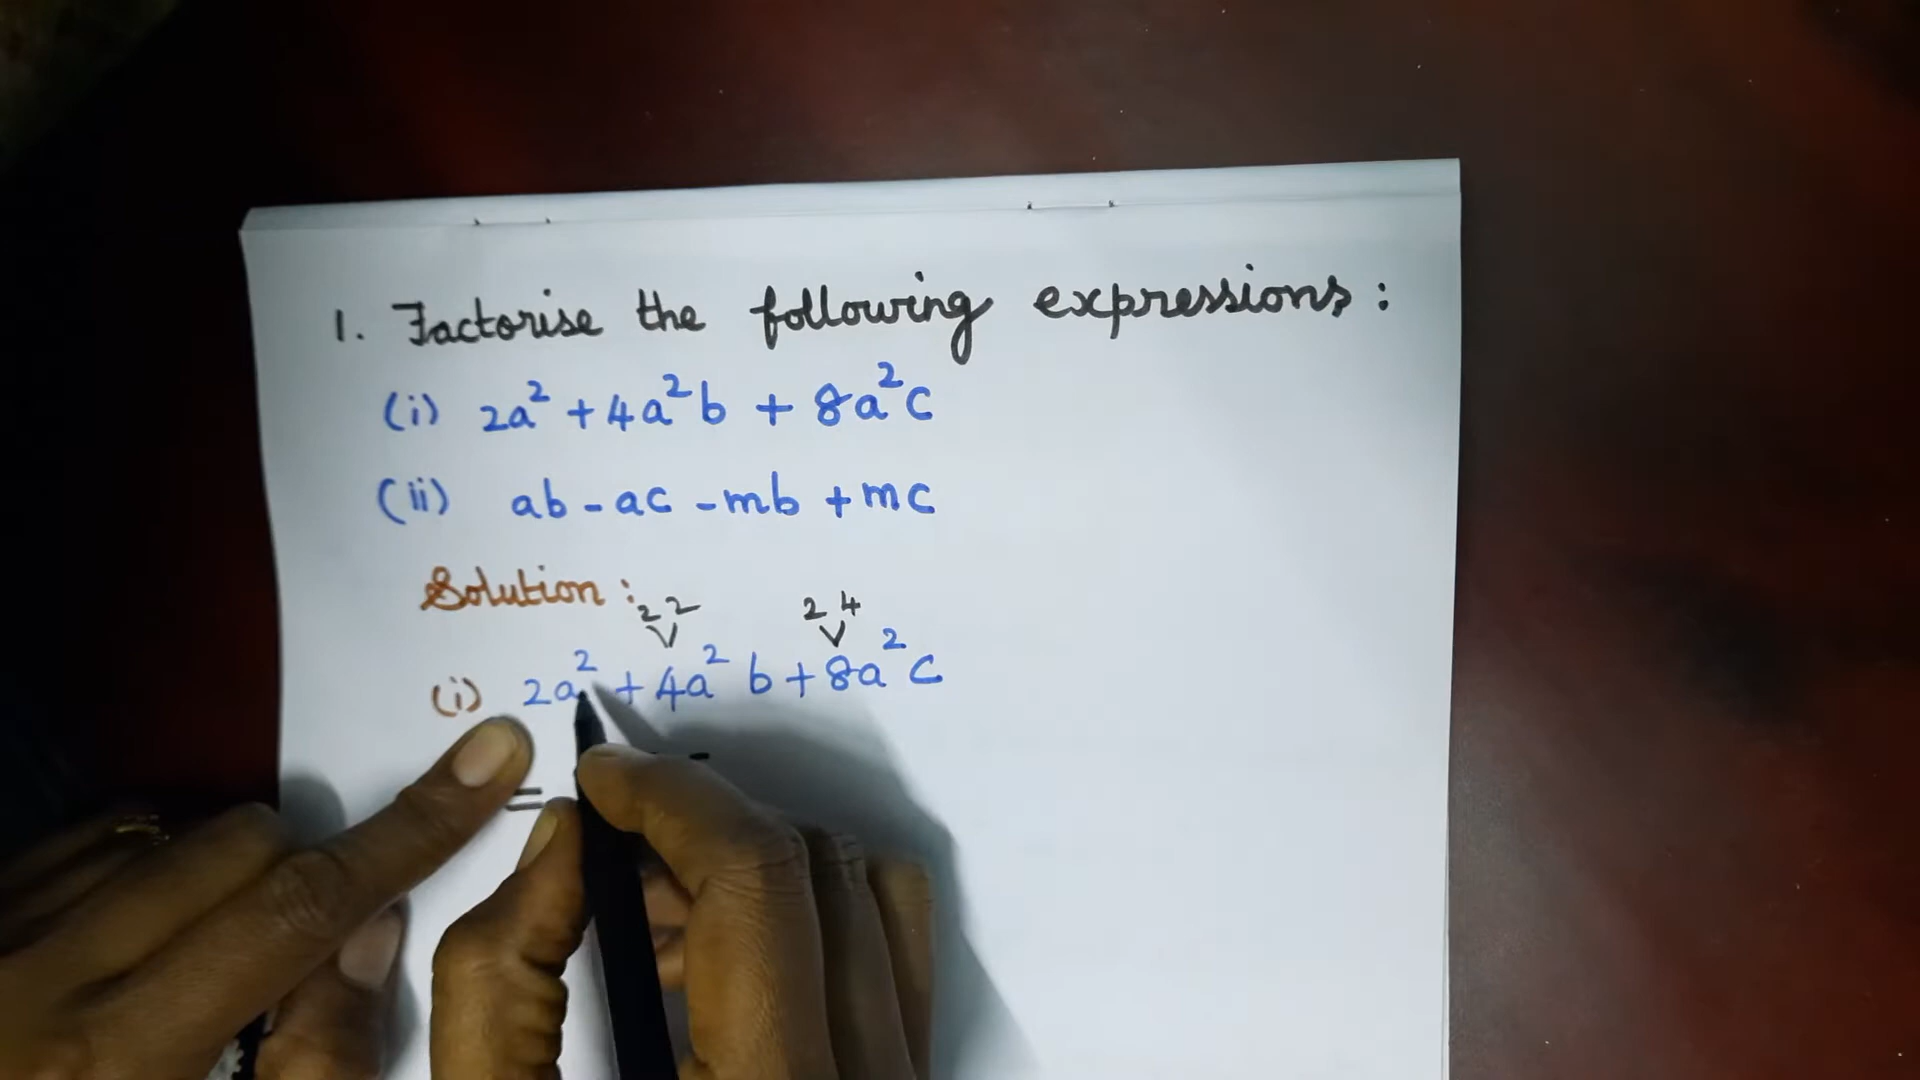 1. Factorise the following expressions:
(i) 2a² + 4a²b + 8a²c
(ii) ab - ac - mb + mc
Solution:
2 2 2 4
(i) 2a² + 4a² b + 8a² c
=